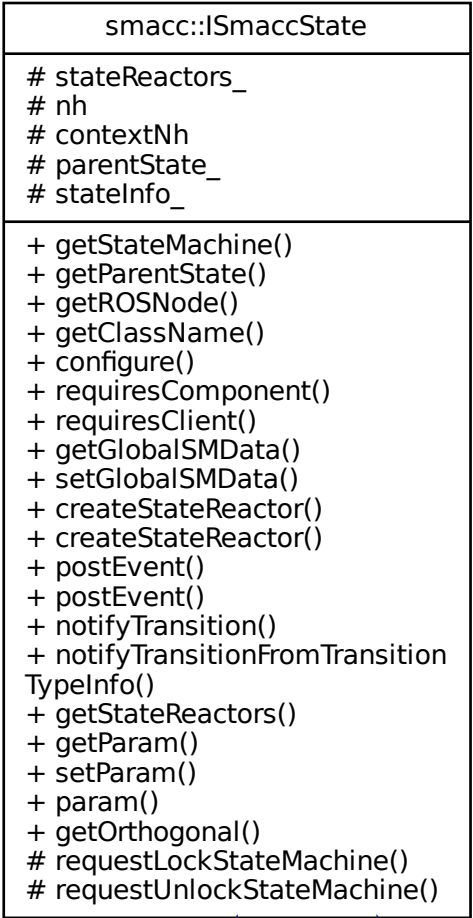 smacc::ISmaccState
# stateReactors_
# nh
# contextNh
# parentState_
# stateInfo_
+ getStateMachine()
+ getParentState()
+ getROSNode()
+ getClassName()
+ configure()
+ requiresComponent()
+ requiresClient()
+ getGlobalSMData()
+ setGlobalSMData()
+ createStateReactor()
+ createStateReactor()
+ postEvent()
+ postEvent()
+ notifyTransition()
+ notifyTransitionFromTransition
TypeInfo()
+ getStateReactors()
+ getParam()
+ setParam()
+ param()
+ getOrthogonal()
# requestLockStateMachine()
# requestUnlockStateMachine()